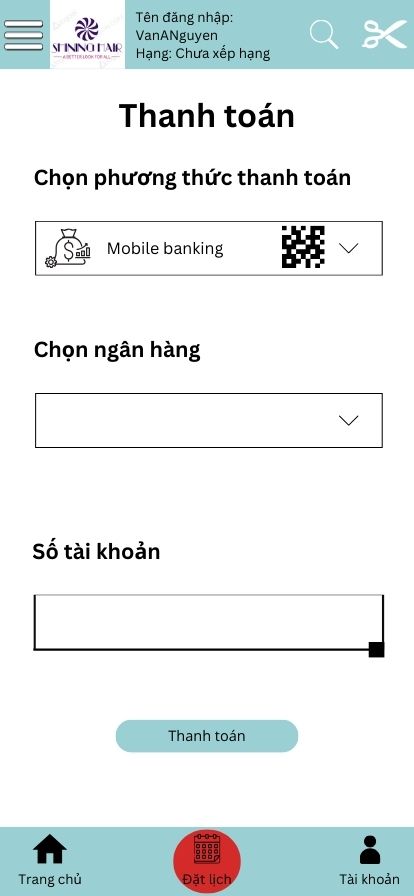 Tên đăng nhập:
VanANguyen
Hạng: Chưa xếp hạng
SHINNO HAIR
A BETTER LOOK FOR ALL
Thanh toán
Chọn phương thức thanh toán
Mobile banking
Chọn ngân hàng
Số tài khoản
Thanh toán
Trang chủ
Đặt lịch
Tài khoản